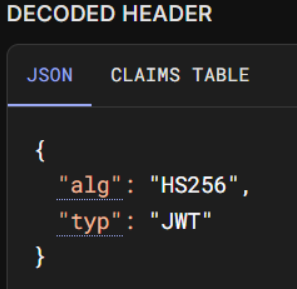 DECODED HEADER
JSON CLAIMS TABLE
{
"alg": "HS256",
"typ": "JWT"
}